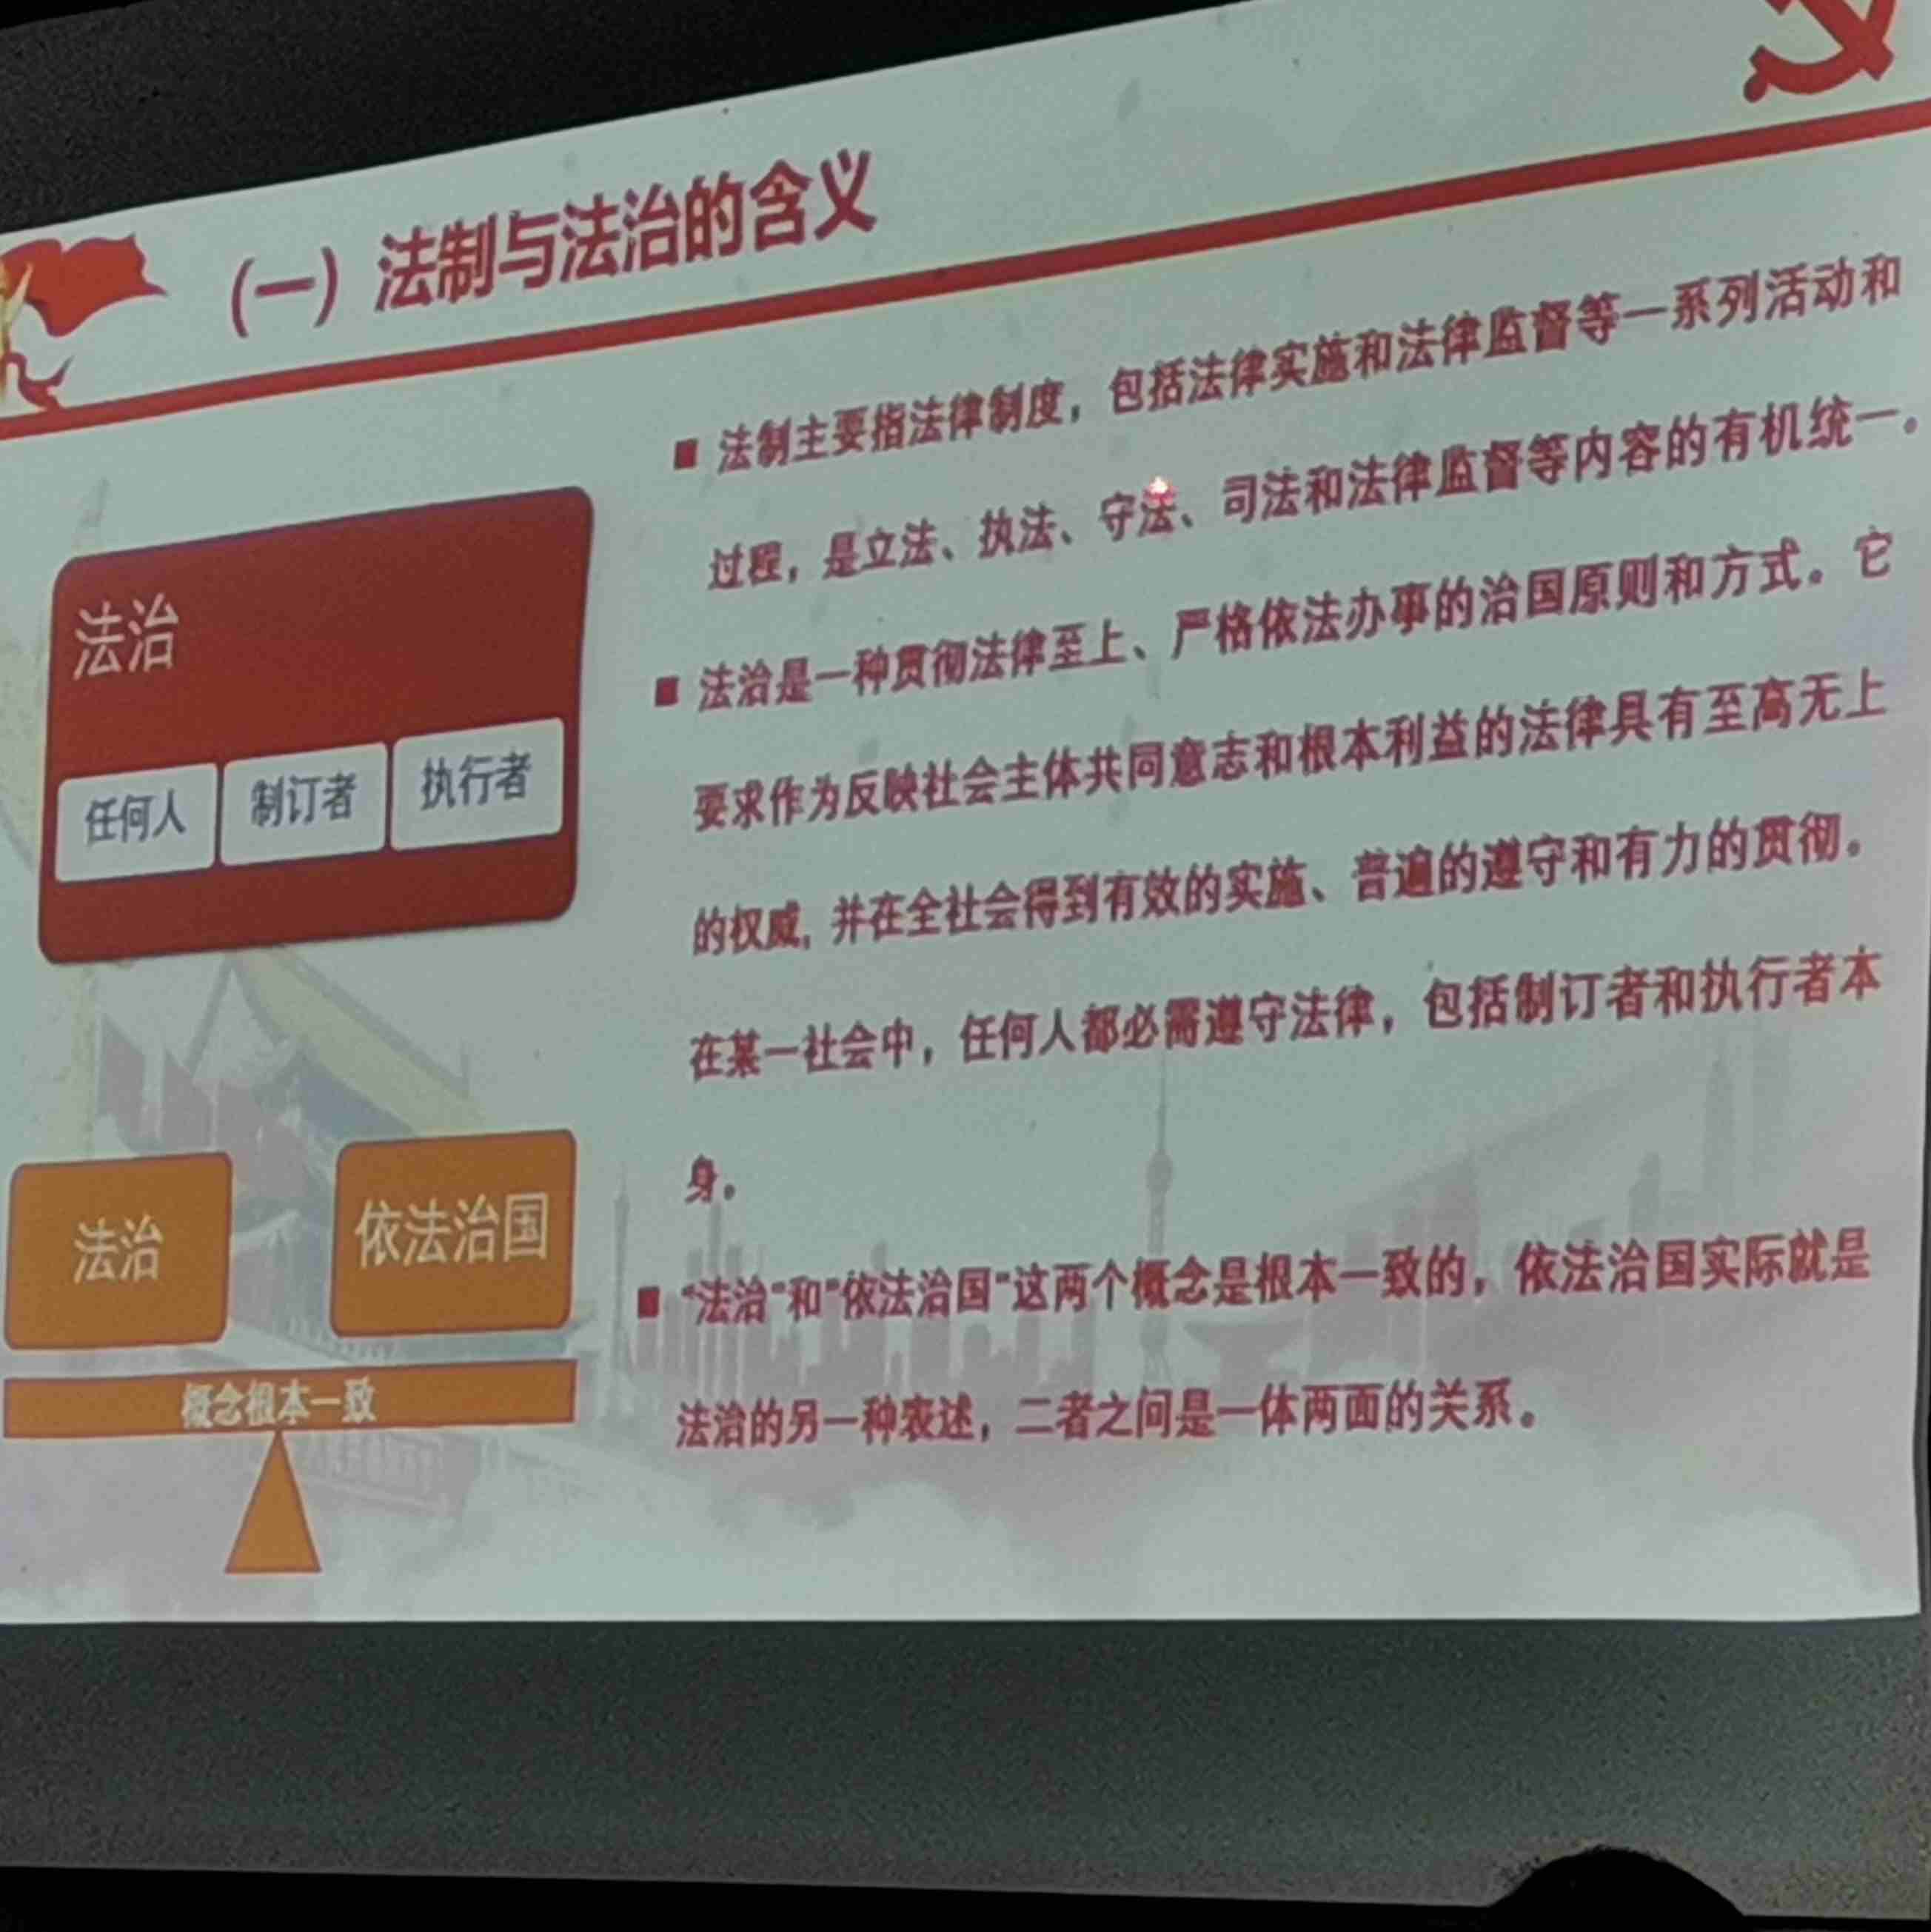 （一）法制与法治的含义
■ 法制主要指法律制度，包括法律实施和法律监督等一系列活动和
过程，是立法、执法、守法、司法和法律监督等内容的有机统一。
■ 法治是一种贯彻法律至上、严格依法办事的治国原则和方式。它
要求作为反映社会主体共同意志和根本利益的法律具有至高无上
的权威，并在全社会得到有效的实施、普遍的遵守和有力的贯彻。
在某一社会中，任何人都必需遵守法律，包括制订者和执行者本
身。
■ “法治”和“依法治国”这两个概念是根本一致的，依法治国实际就是
法治的另一种表述，二者之间是一体两面的关系。
法治
任何人 制订者 执行者
法治 依法治国
概念根本一致